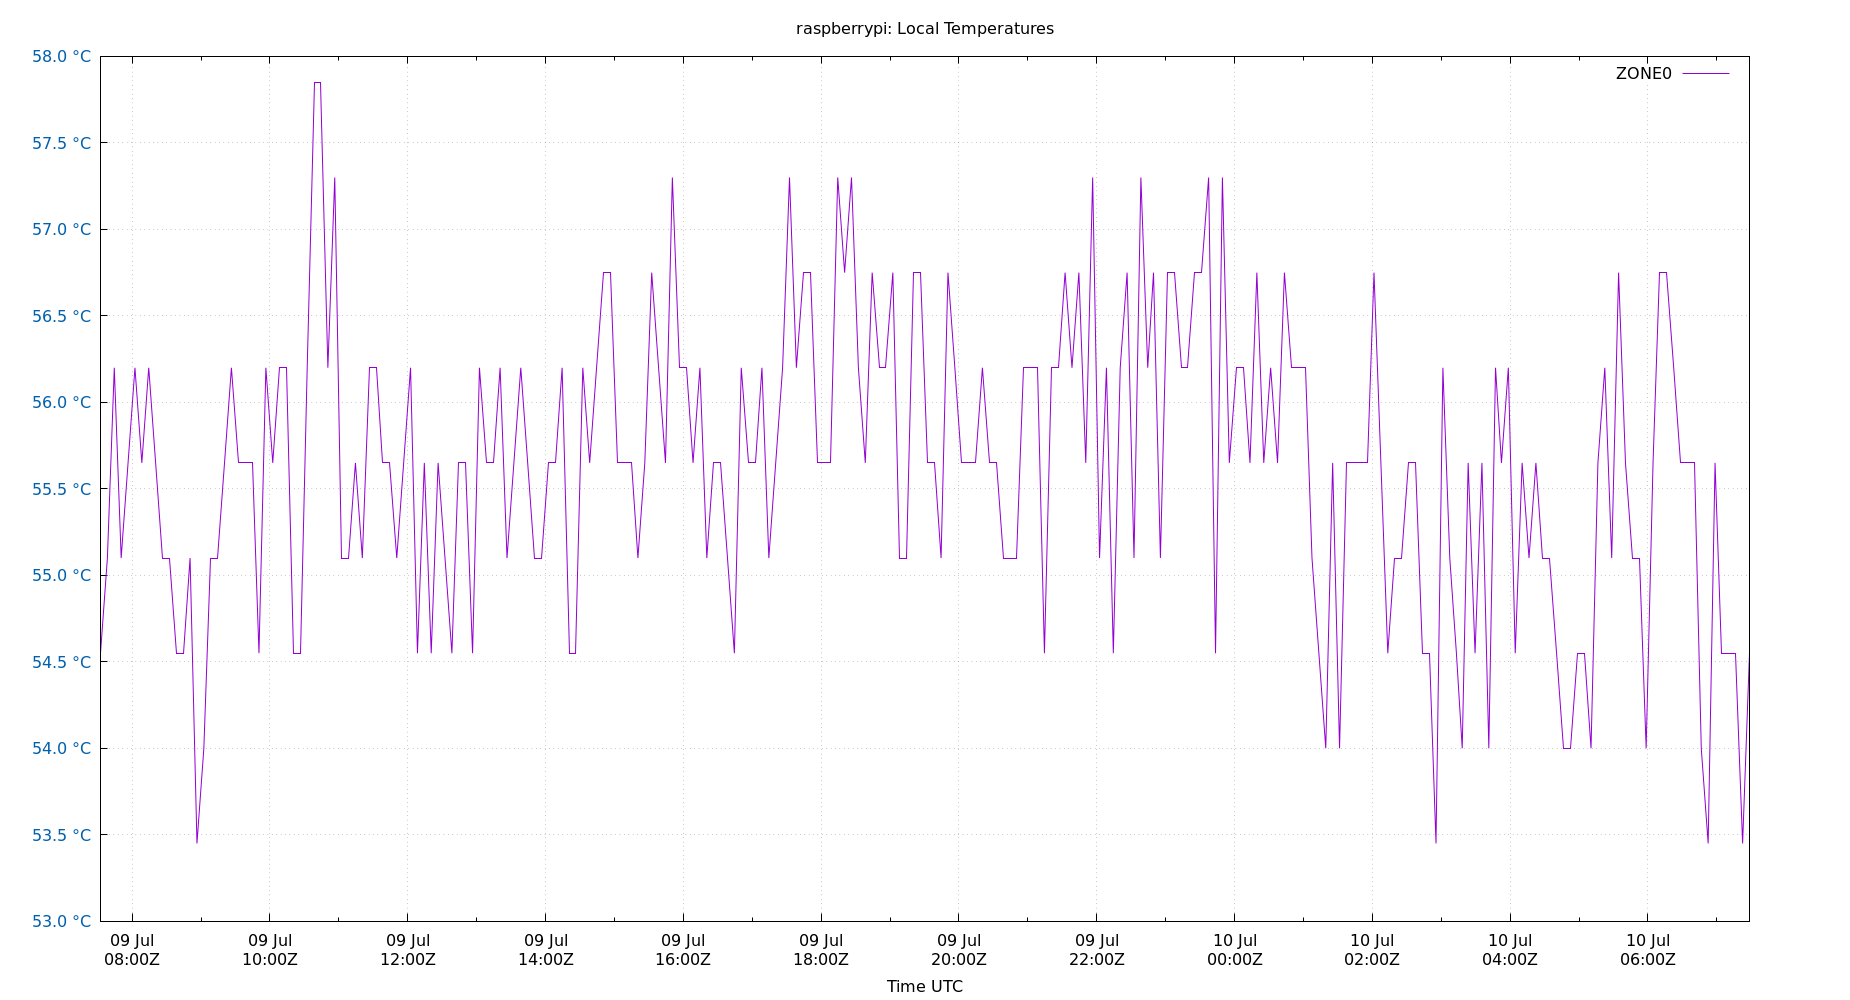 raspberrypi: Local Temperatures
58.0 °C
ZONE0
57.5 °C
57.0 °C
56.5 °C
56.0 °C
55.5 °C
55.0 °C
54.5 °C
54.0 °C
53.5 °C
53.0 °C
09 Jul 09 Jul 09 Jul 09 Jul 09 Jul 09 Jul 09 Jul 09 Jul 10 Jul 10 Jul 10 Jul 10 Jul
08:00Z 10:00Z 12:00Z 14:00Z 16:00Z 18:00Z 20:00Z 22:00Z 00:00Z 02:00Z 04:00Z 06:00Z
Time UTC